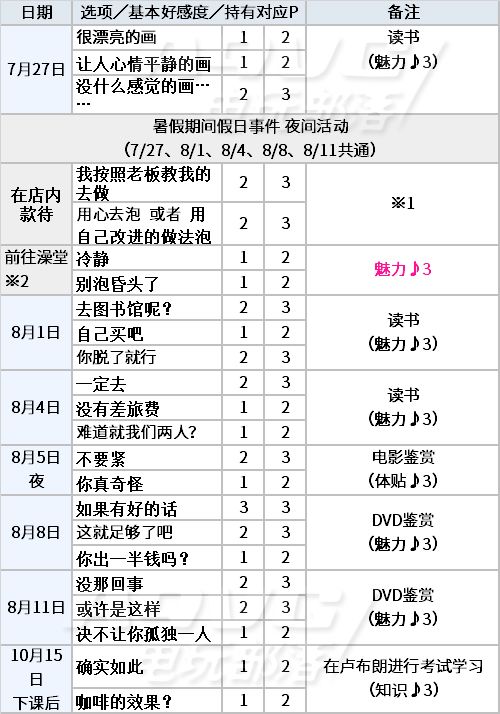 日期 选项／基本好感度／持有对应P 备注
7月27日 很漂亮的画 1 2 读书
让人心情平静的画 1 2 (魅力♪3)
没什么感觉的画…
… 2 3
暑假期间假日事件 夜间活动
(7/27、8/1、8/4、8/8、8/11共通)
在店内
款待 我按照老板教我的
去做 2 3 ※1
用心去泡 或者 用
自己改进的做法泡 2 3
前往澡堂
※2 冷静 1 2 魅力♪3
别泡昏头了 1 2
8月1日 去图书馆呢？ 2 3 读书
自己买吧 1 2 (魅力♪3)
你脱了就行 2 3
8月4日 一定去 2 3 读书
没有差旅费 1 2 (魅力♪3)
难道就我们两人? 1 2
8月5日
夜 不要紧 2 3 电影鉴赏
你真奇怪 1 2 (体贴♪3)
8月8日 如果有好的话 3 3 DVD鉴赏
这就足够了吧 2 3 (魅力♪3)
你出一半钱吗？ 1 2
8月11日 没那回事 2 3 DVD鉴赏
或许是这样 2 3 (魅力♪3)
决不让你孤独一人 1 2
10月15
日
下课后 确实如此 1 2 在卢布朗进行考试学习
咖啡的效果？ 1 2 (知识♪3)